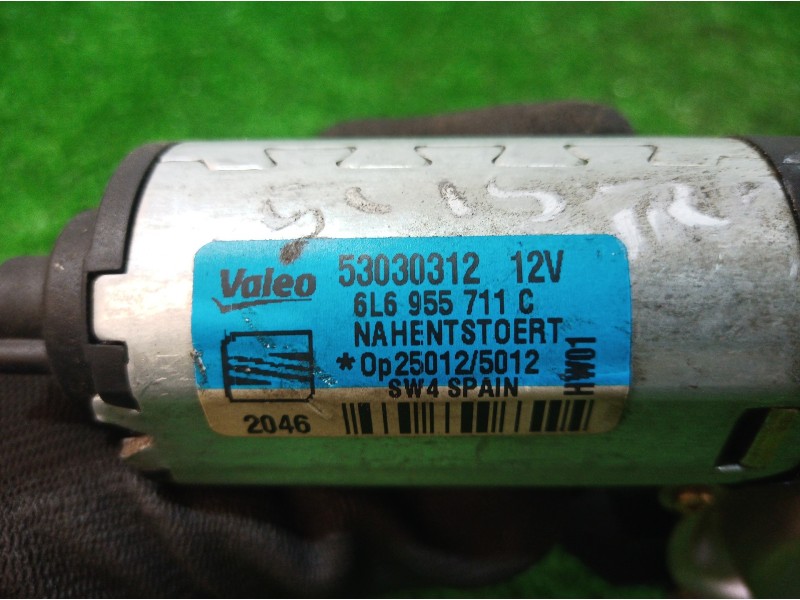 Valeo 53030312 12V
6L6 955 711 C
NAHENTSTOERT
*Op25012/5012
SW4 SPAIN
HW01
2046